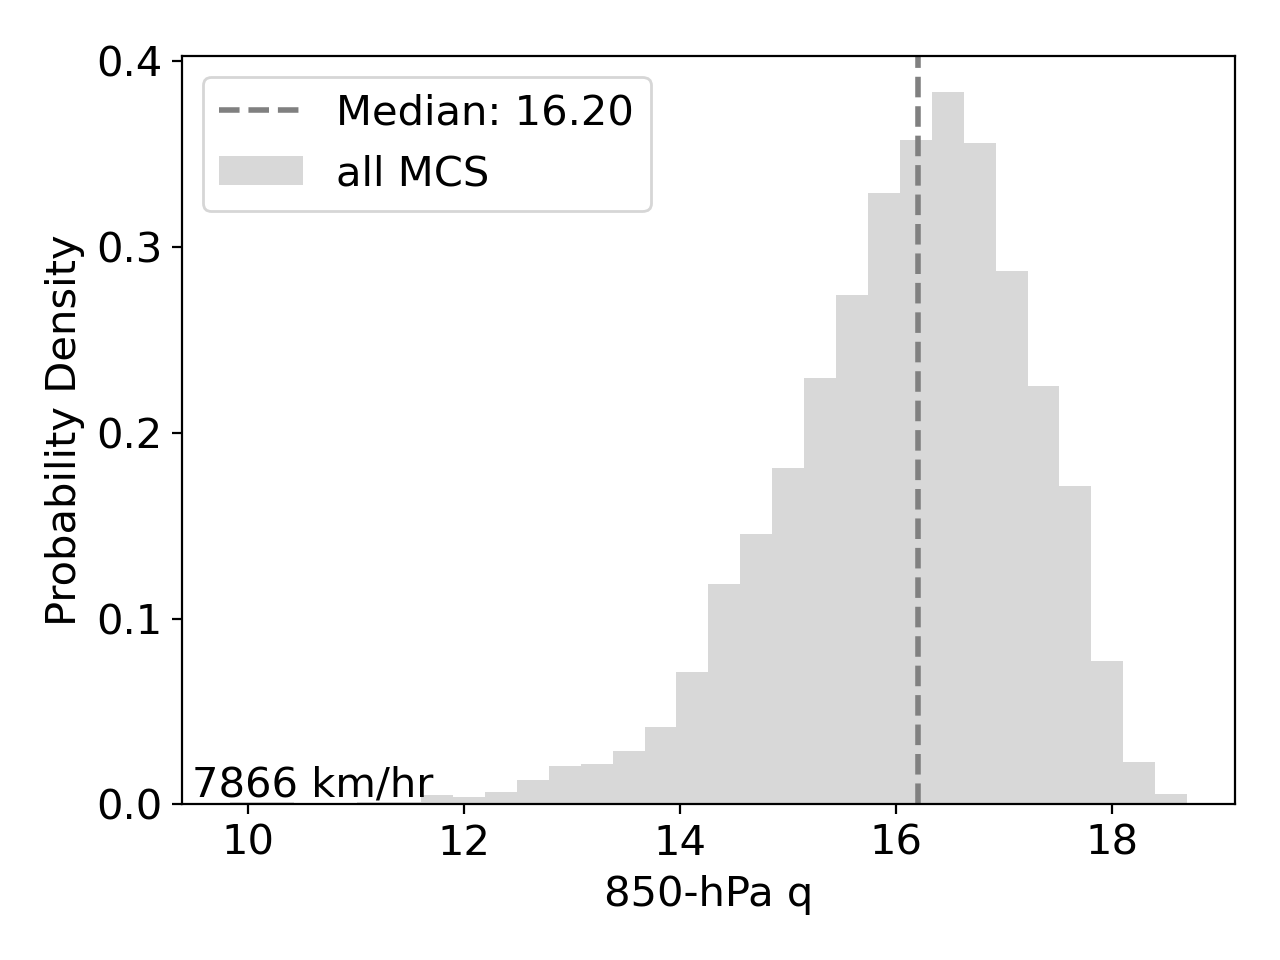 0.4
0.3
0.2
0.1
0.0
Probability Density
Median: 16.20
all MCS
7866 km/hr
10 12 14 16 18
850-hPa q